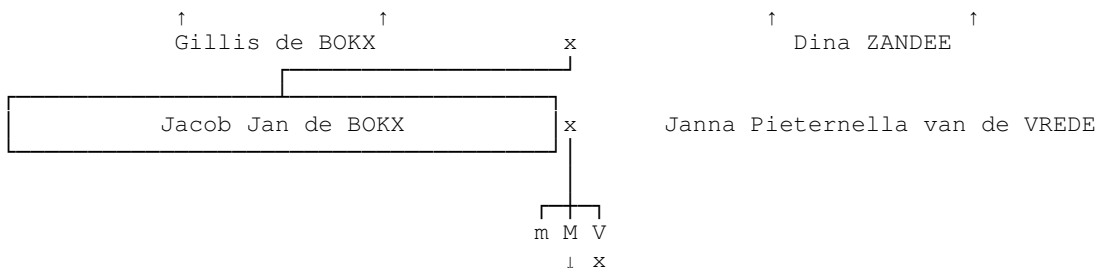 ↑ ↑ ↑ ↑
Gillis de BOKX x Dina ZANDEE
Jacob Jan de BOKX x Janna Pieternella van de VREDE
m M V
⊥ x